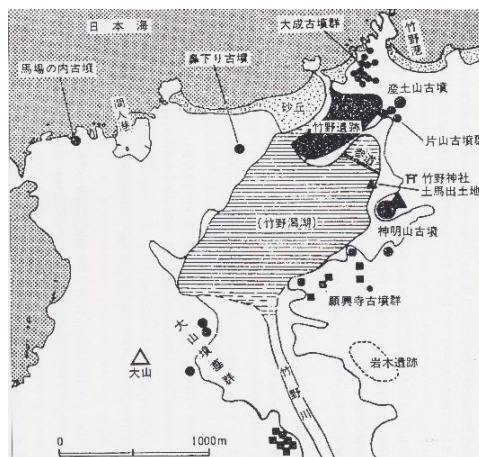 日本海
大成古墳群
竹野港
馬場の内古墳
鼻下り古墳
産土山古墳
間人港
砂丘
竹野遺跡
片山古墳群
竹野神社
土馬出土地
(竹野潟湖)
神明山古墳
願興寺古墳群
大山墳墓群
大山
岩木遺跡
竹野川
0
1000m